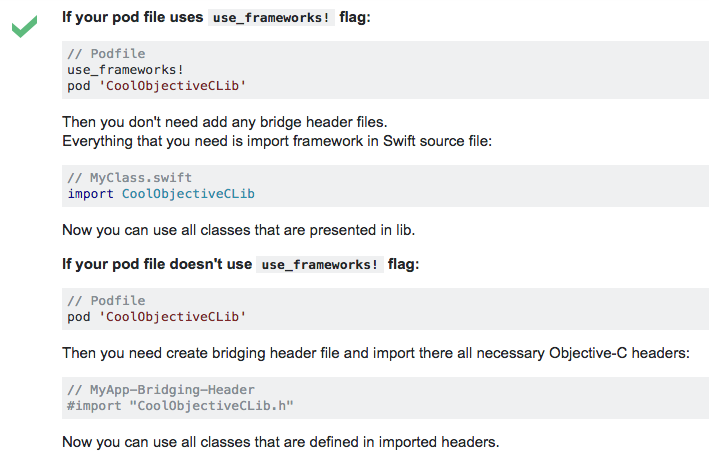 If your pod file uses use_frameworks! flag:
// Podfile
use_frameworks!
pod 'CoolObjectiveCLib'
Then you don't need add any bridge header files.
Everything that you need is import framework in Swift source file:
// MyClass.swift
import CoolObjectiveCLib
Now you can use all classes that are presented in lib.
If your pod file doesn't use use_frameworks! flag:
// Podfile
pod 'CoolObjectiveCLib'
Then you need create bridging header file and import there all necessary Objective-C headers:
// MyApp-Bridging-Header
#import "CoolObjectiveCLib.h"
Now you can use all classes that are defined in imported headers.